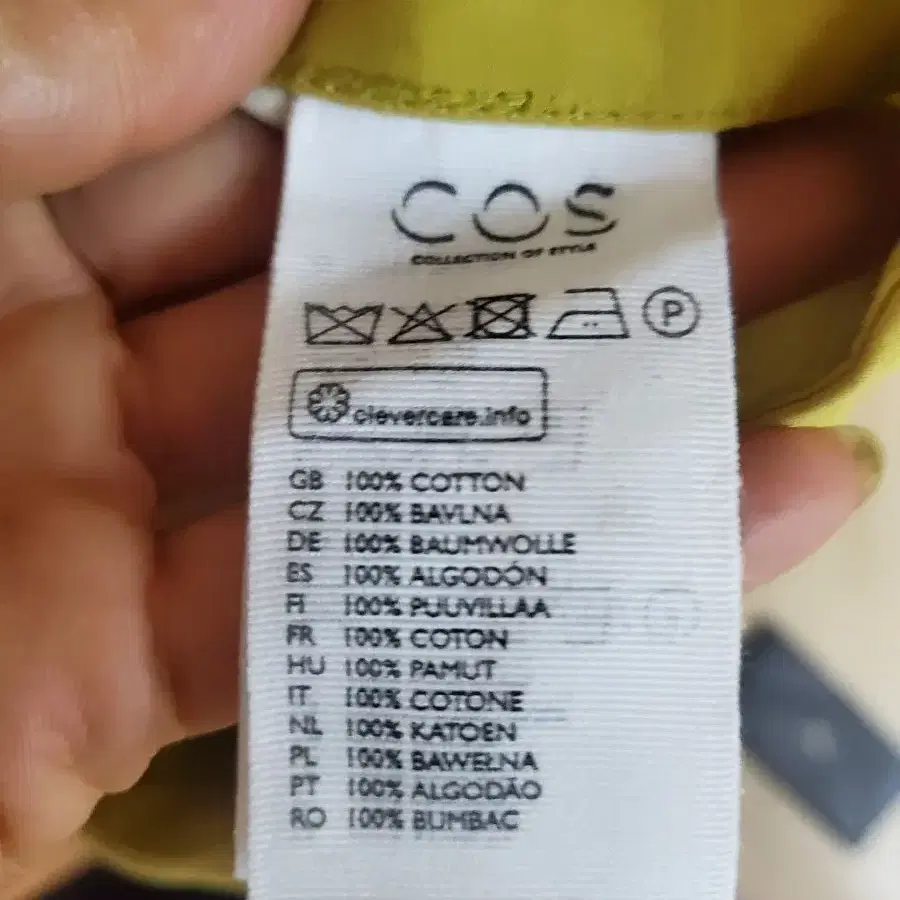 COS
COLLECTION OF STYLE
P
clevercare.info
GB 100% COTTON
CZ 100% BAVLNA
DE 100% BAUMWOLLE
ES 100% ALGODÓN
FI 100% PUUVILLAA
FR 100% COTON
HU 100% PAMUT
IT 100% COTONE
NL 100% KATOEN
PL 100% BAWEŁNA
PT 100% ALGODÃO
RO 100% BUMBAC